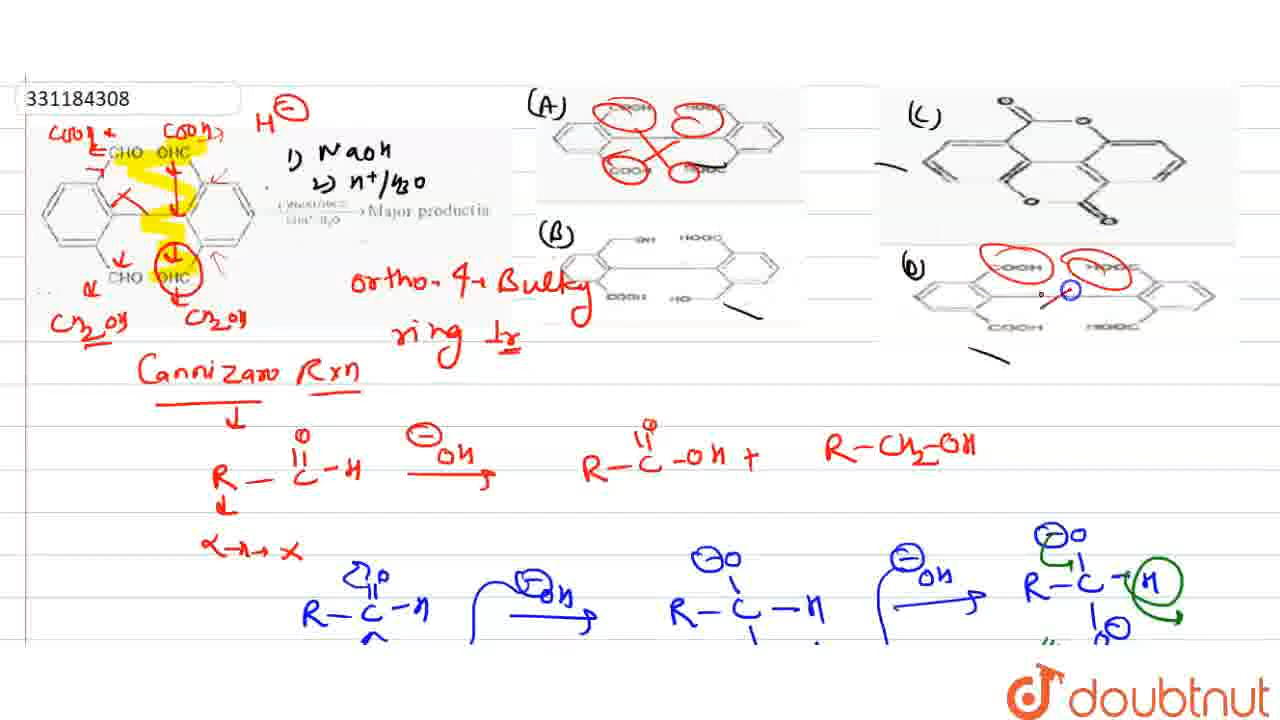 331184308
H⊖
COOH
COOH
CHO OHC
1) NaOH
2) H+/H2O
Major product is
CHO OHC
CH2OH
CH2OH
ortho-
Bulky
ring
(A)
COOH HOOC
COOH HOOC
(B)
OH HOOC
COOH HO
(C)
O
O
O
O
(D)
COOH HOOC
COOH HOOC
Cannizaro Rxn
R-C-H
O
⊖OH
R-C-OH +
O
R-CH2-OH
α-H→ X
R-C-H
O
⊖OH
⊖O
R-C-H
⊖OH
⊖O
R-C-H
O⊖
doubtnut